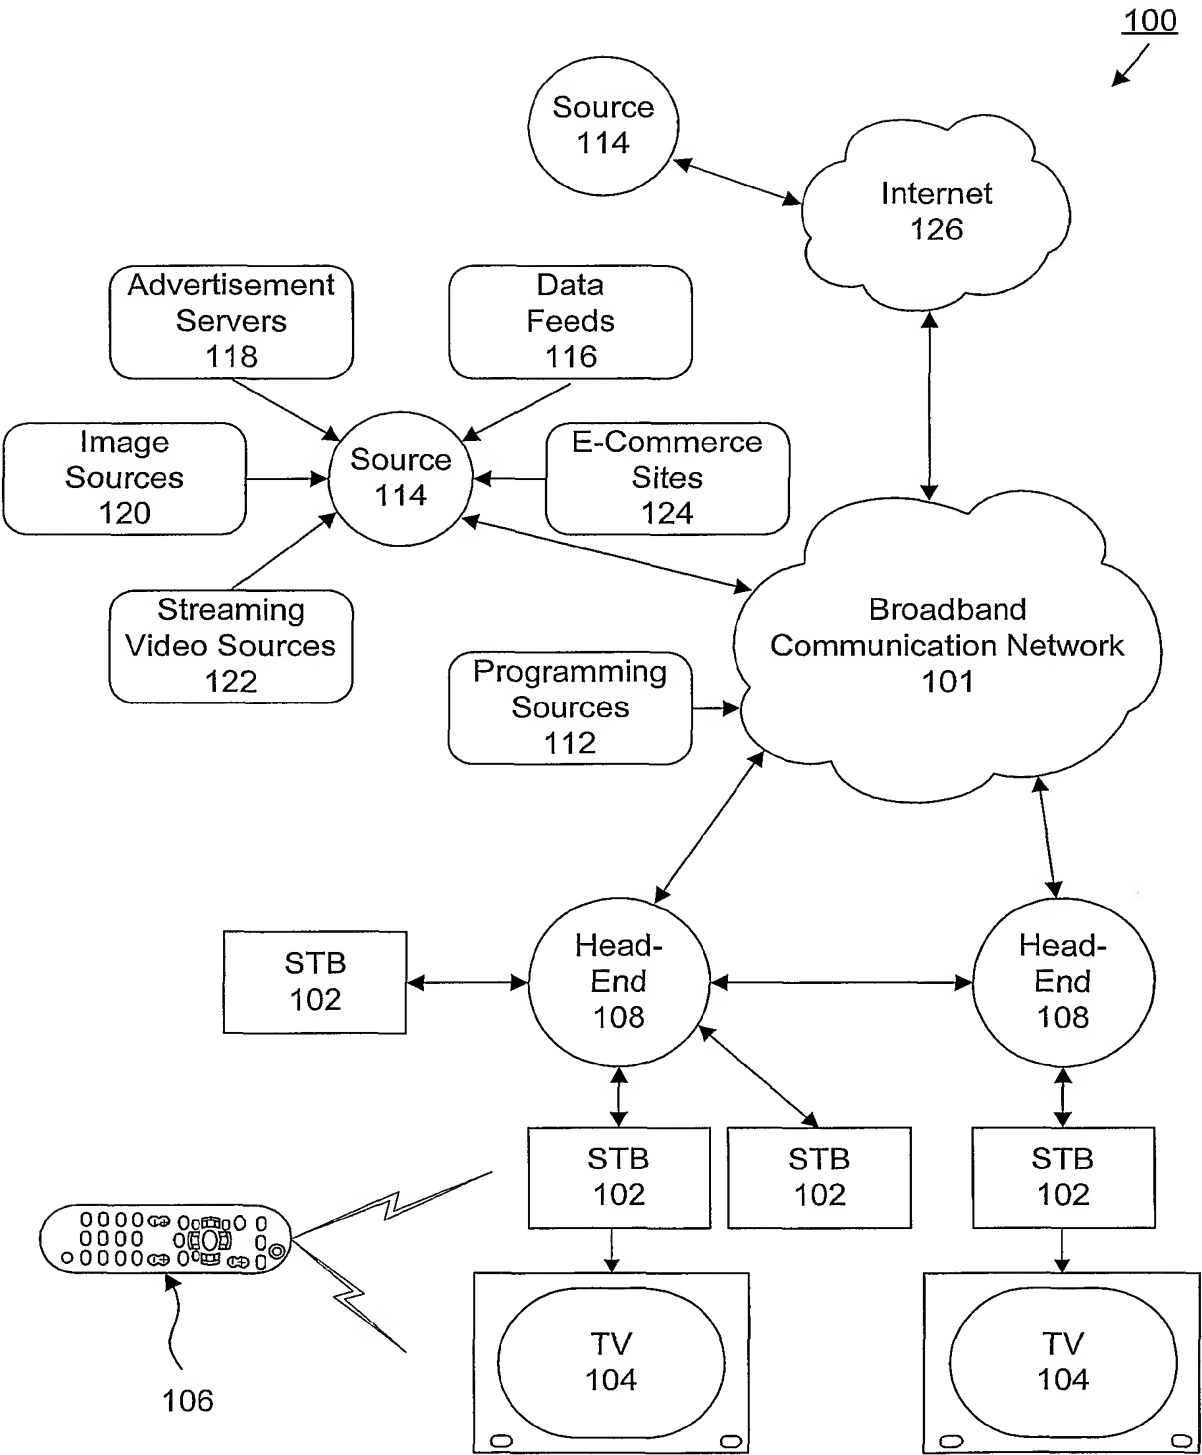 100
Source
114
Internet
126
Advertisement
Servers
118
Data
Feeds
116
Image
Sources
120
Source
114
E-Commerce
Sites
124
Streaming
Video Sources
122
Broadband
Communication Network
101
Programming
Sources
112
STB
102
Head-
End
108
Head-
End
108
STB
102
STB
102
STB
102
106
TV
104
TV
104